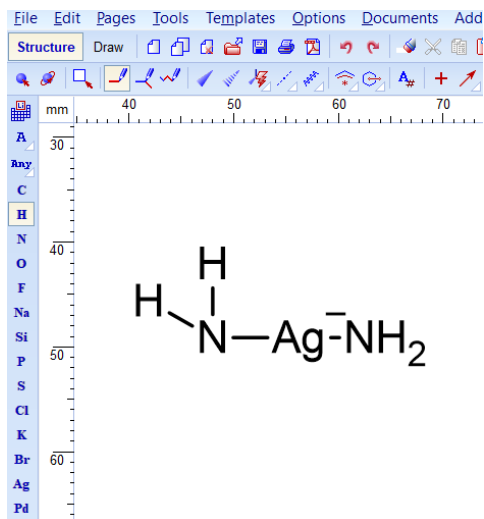 File Edit Pages Tools Templates Options Documents Add
Structure Draw
A#
mm 40 50 60 70
A
30
Any
C
H
N
40
O
F
Na
Si
50
P
S
Cl
K
60
Br
Ag
Pd
H
H
N—Ag⁻-NH₂